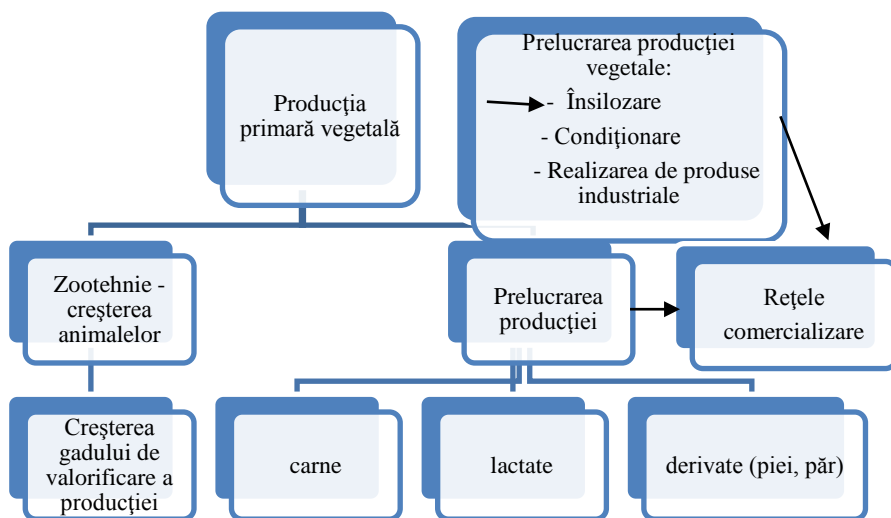 Producţia
primară vegetală
Prelucrarea producţiei
vegetale:
- Însilozare
- Condiţionare
- Realizarea de produse
industriale
Zootehnie -
creşterea
animalelor
Prelucrarea
producţiei
Reţele
comercializare
Creşterea
gadului de
valorificare a
producţiei
carne
lactate
derivate (piei, păr)